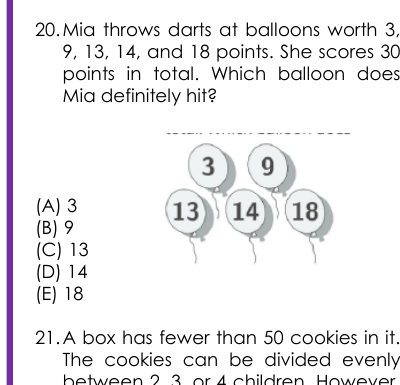 20. Mia throws darts at balloons worth 3,
9, 13, 14, and 18 points. She scores 30
points in total. Which balloon does
Mia definitely hit?
3 9
13 14 18
(A) 3
(B) 9
(C) 13
(D) 14
(E) 18
21. A box has fewer than 50 cookies in it.
The cookies can be divided evenly
between 2, 3, or 4 children. However,